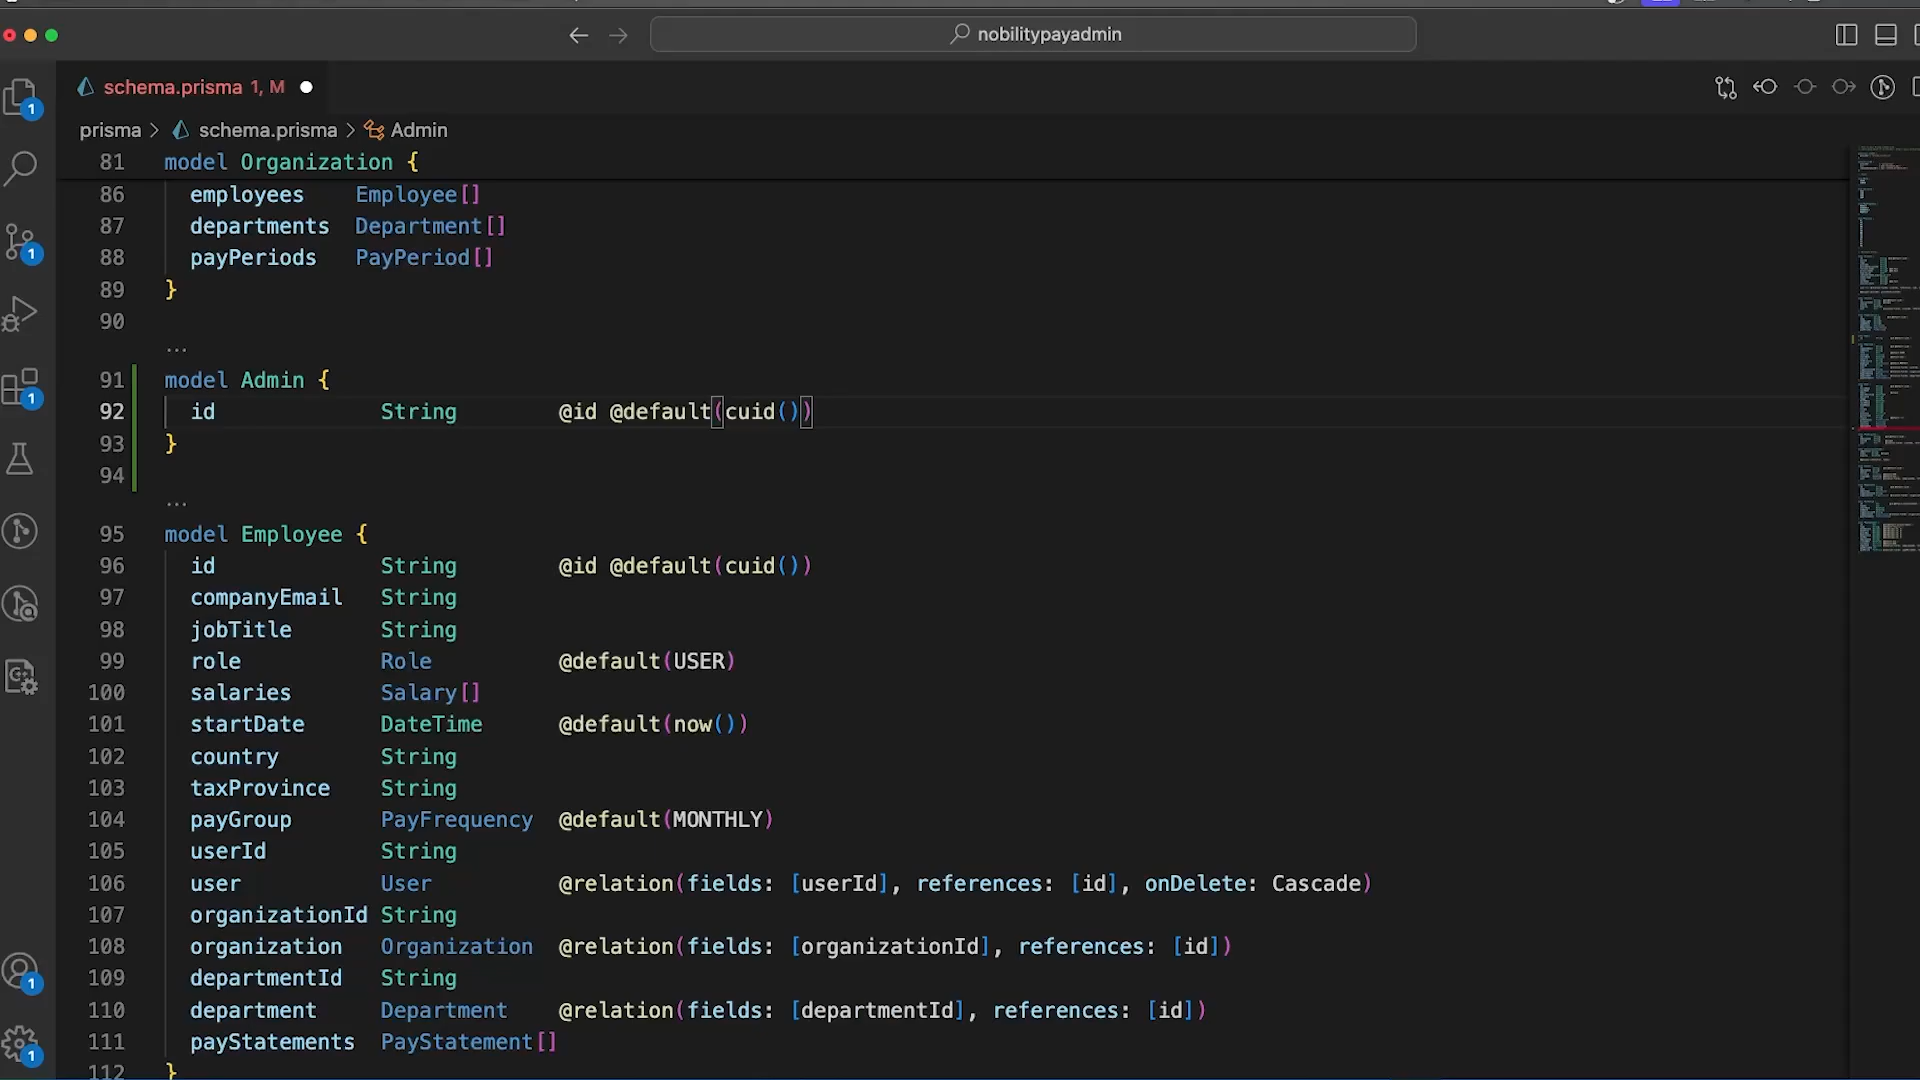 nobilitypayadmin
schema.prisma 1, M
prisma > schema.prisma > Admin
81 model Organization {
86 employees Employee[]
87 departments Department[]
88 payPeriods PayPeriod[]
89 }
90
...
91 model Admin {
92 id String @id @default(cuid())
93 }
94
...
95 model Employee {
96 id String @id @default(cuid())
97 companyEmail String
98 jobTitle String
99 role Role @default(USER)
100 salaries Salary[]
101 startDate DateTime @default(now())
102 country String
103 taxProvince String
104 payGroup PayFrequency @default(MONTHLY)
105 userId String
106 user User @relation(fields: [userId], references: [id], onDelete: Cascade)
107 organizationId String
108 organization Organization @relation(fields: [organizationId], references: [id])
109 departmentId String
110 department Department @relation(fields: [departmentId], references: [id])
111 payStatements PayStatement[]
112 }
1
1
1
1
1